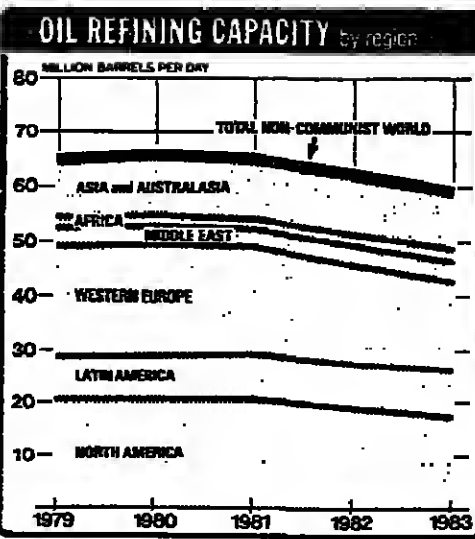 OIL REFINING CAPACITY by region
MILLION BARRELS PER DAY
80
70
TOTAL NON-COMMUNIST WORLD
60
ASIA and AUSTRALASIA
AFRICA
50
MIDDLE EAST
40
WESTERN EUROPE
30
LATIN AMERICA
20
10
NORTH AMERICA
1979 1980 1981 1982 1983